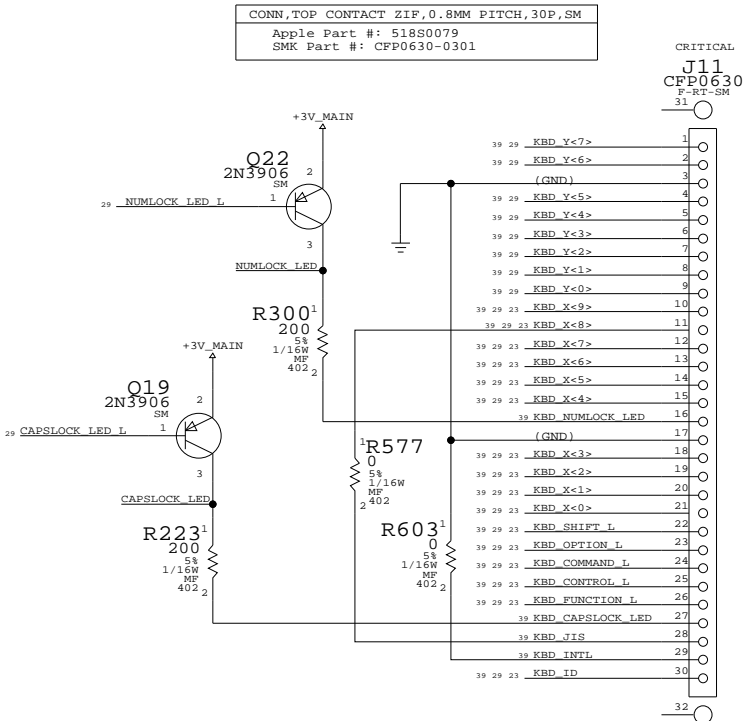 CONN,TOP CONTACT ZIF,0.8MM PITCH,30P,SM
Apple Part #: 518S0079
SMK Part #: CFP0630-0301
CRITICAL
J11
CFP0630
F-RT-SM
31
+3V_MAIN
Q22
2N3906
SM
2
1
3
29 NUMLOCK_LED_L
NUMLOCK_LED
R300
1
200
5%
1/16W
MF
402
2
+3V_MAIN
Q19
2N3906
SM
2
1
3
29 CAPSLOCK_LED_L
CAPSLOCK_LED
R223
1
200
5%
1/16W
MF
402
2
1
R577
0
5%
1/16W
MF
402
2
R603
1
0
5%
1/16W
MF
402
2
39 29 KBD_Y<7> 1
39 29 KBD_Y<6> 2
(GND) 3
39 29 KBD_Y<5> 4
39 29 KBD_Y<4> 5
39 29 KBD_Y<3> 6
39 29 KBD_Y<2> 7
39 29 KBD_Y<1> 8
39 29 KBD_Y<0> 9
39 29 23 KBD_X<9> 10
39 29 23 KBD_X<8> 11
39 29 23 KBD_X<7> 12
39 29 23 KBD_X<6> 13
39 29 23 KBD_X<5> 14
39 29 23 KBD_X<4> 15
39 KBD_NUMLOCK_LED 16
(GND) 17
39 29 23 KBD_X<3> 18
39 29 23 KBD_X<2> 19
39 29 23 KBD_X<1> 20
39 29 23 KBD_X<0> 21
39 29 23 KBD_SHIFT_L 22
39 29 23 KBD_OPTION_L 23
39 29 23 KBD_COMMAND_L 24
39 29 23 KBD_CONTROL_L 25
39 29 23 KBD_FUNCTION_L 26
39 KBD_CAPSLOCK_LED 27
39 KBD_JIS 28
39 KBD_INTL 29
39 29 23 KBD_ID 30
32